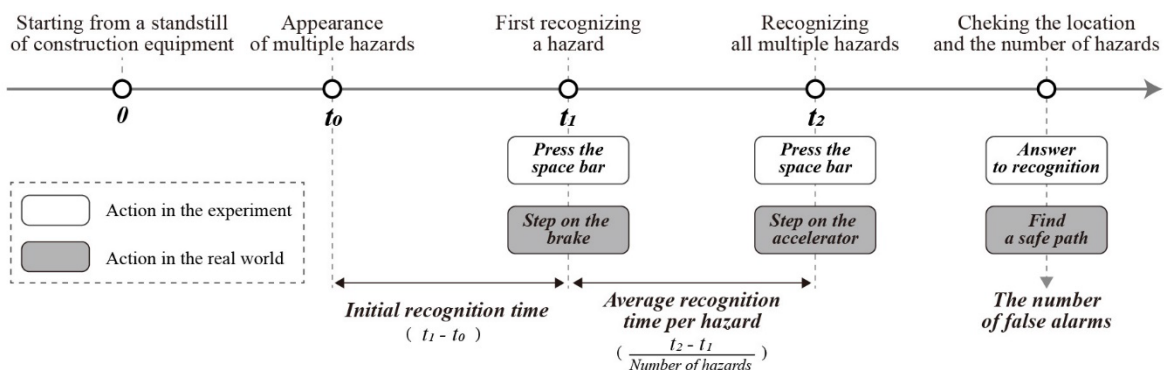 Starting from a standstill
of construction equipment
Appearance
of multiple hazards
First recognizing
a hazard
Recognizing
all multiple hazards
Cheking the location
and the number of hazards
0
t0
t1
t2
Press the
space bar
Press the
space bar
Answer
to recognition
Step on the
brake
Step on the
accelerator
Find
a safe path
Action in the experiment
Action in the real world
Initial recognition time
( t1 - t0 )
Average recognition
time per hazard
( t2 - t1 / Number of hazards )
The number
of false alarms